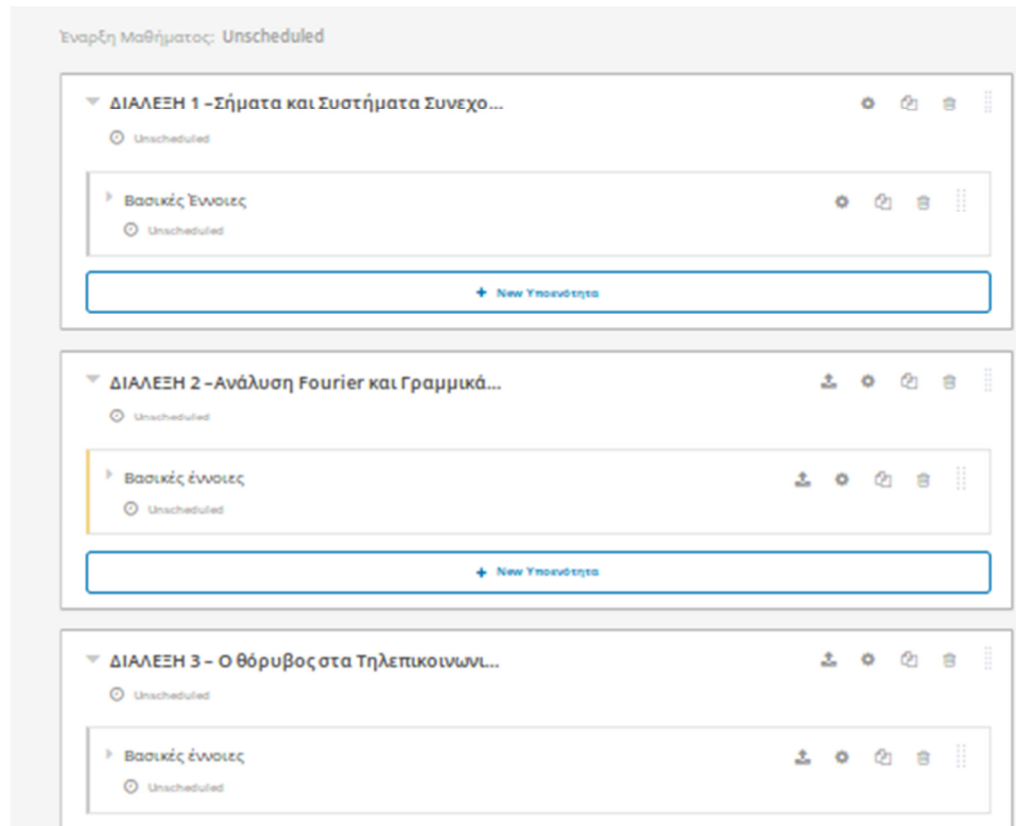 Έναρξη Μαθήματος: Unscheduled
ΔΙΑΛΕΞΗ 1 –Σήματα και Συστήματα Συνεχο...
Unscheduled
Βασικές Έννοιες
Unscheduled
+ New Υποενότητα
ΔΙΑΛΕΞΗ 2 –Ανάλυση Fourier και Γραμμικά...
Unscheduled
Βασικές έννοιες
Unscheduled
+ New Υποενότητα
ΔΙΑΛΕΞΗ 3 – Ο θόρυβος στα Τηλεπικοινωνι...
Unscheduled
Βασικές έννοιες
Unscheduled